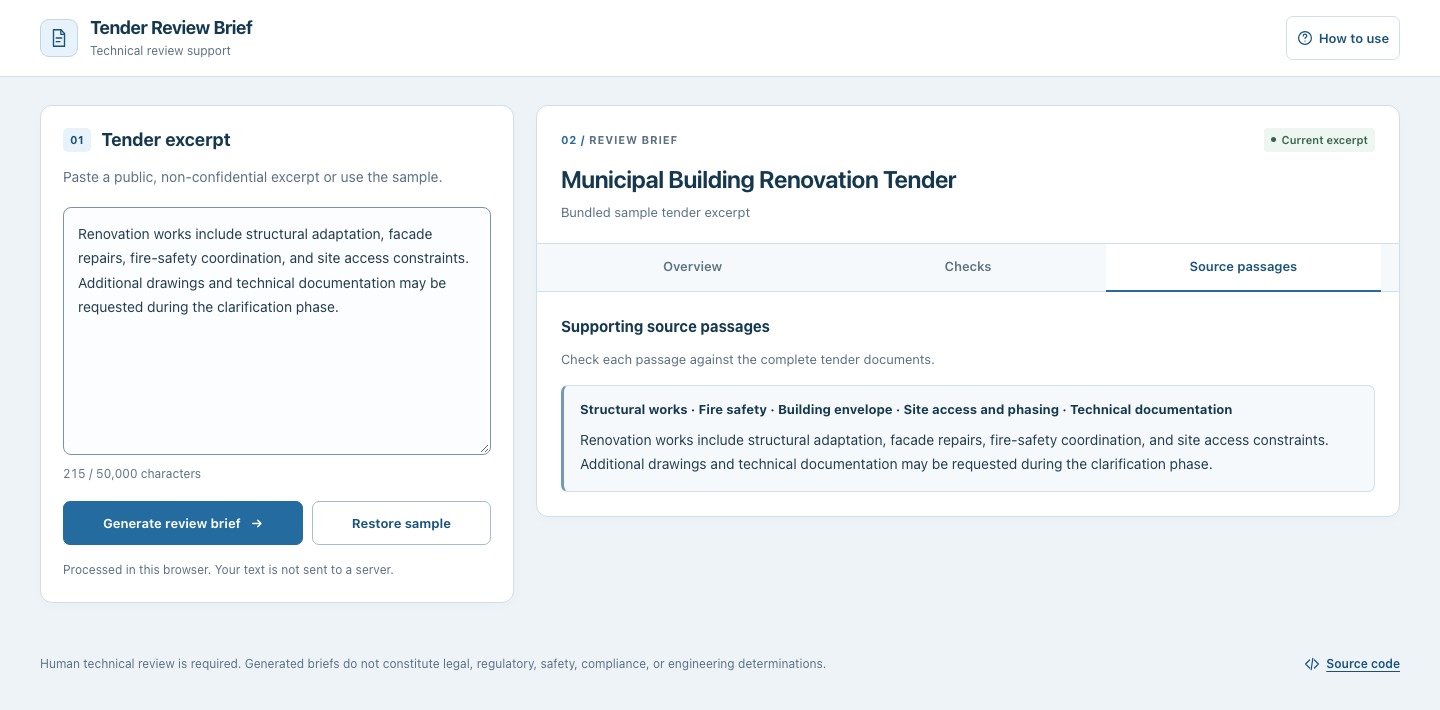 Tender Review Brief
Technical review support
How to use
01 Tender excerpt
Paste a public, non-confidential excerpt or use the sample.
Renovation works include structural adaptation, facade
repairs, fire-safety coordination, and site access constraints.
Additional drawings and technical documentation may be
requested during the clarification phase.
215 / 50,000 characters
Generate review brief →
Restore sample
Processed in this browser. Your text is not sent to a server.
02 / REVIEW BRIEF
Current excerpt
Municipal Building Renovation Tender
Bundled sample tender excerpt
Overview
Checks
Source passages
Supporting source passages
Check each passage against the complete tender documents.
Structural works · Fire safety · Building envelope · Site access and phasing · Technical documentation
Renovation works include structural adaptation, facade repairs, fire-safety coordination, and site access constraints.
Additional drawings and technical documentation may be requested during the clarification phase.
Human technical review is required. Generated briefs do not constitute legal, regulatory, safety, compliance, or engineering determinations.
Source code